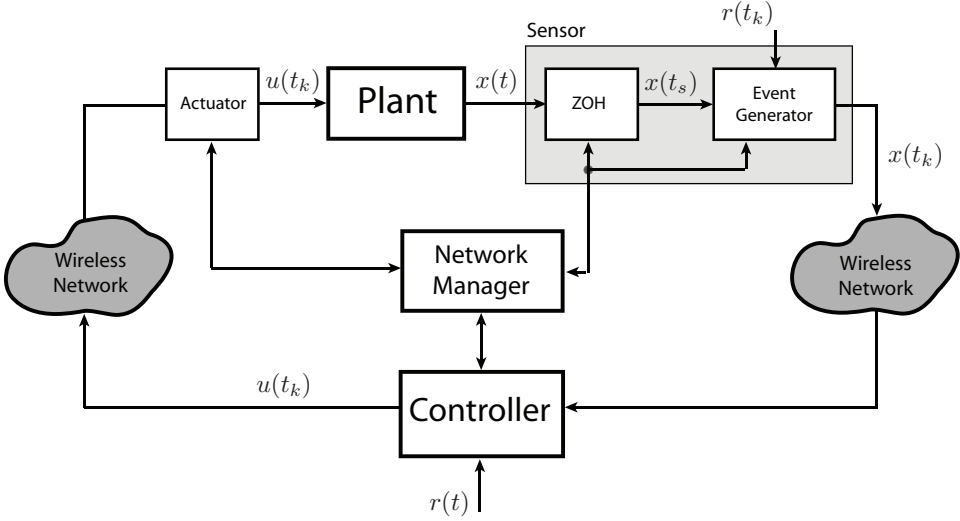 r(t_k)
Sensor
u(t_k)
x(t)
x(t_s)
Actuator
Plant
ZOH
Event
Generator
x(t_k)
Wireless
Network
Network
Manager
Wireless
Network
u(t_k)
Controller
r(t)